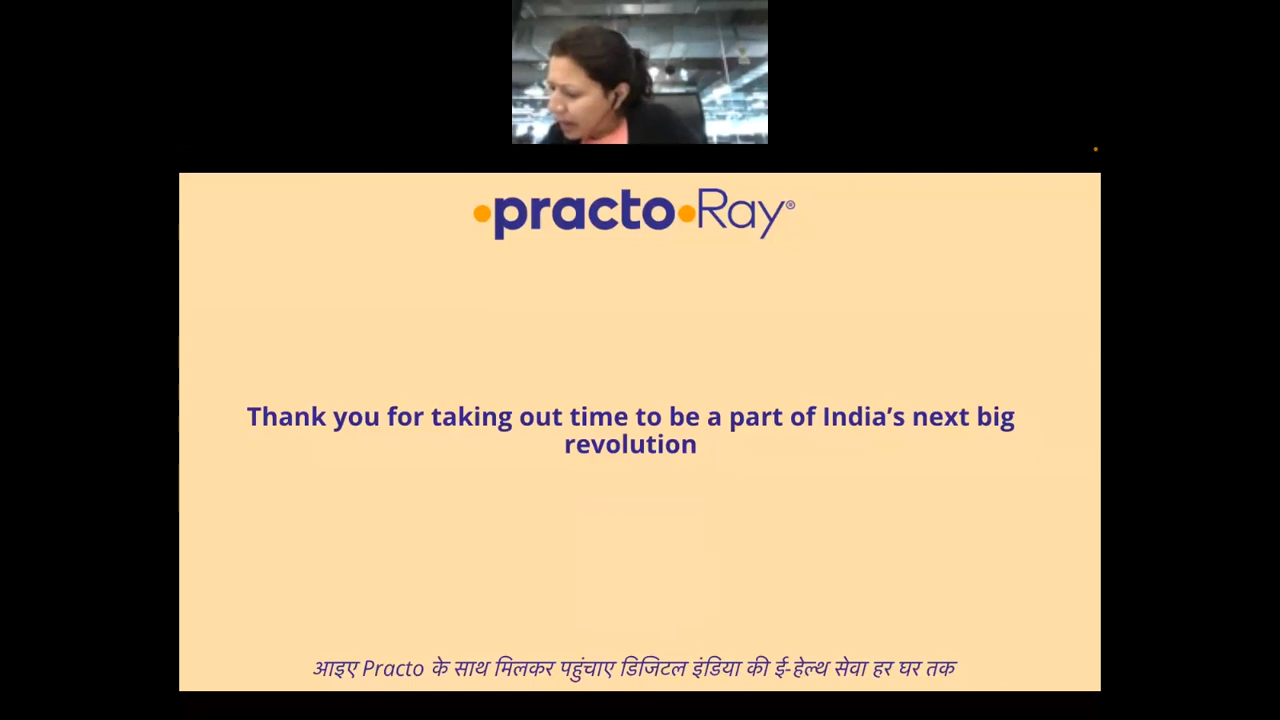 practo Ray®
Thank you for taking out time to be a part of India’s next big
revolution
आइए Practo के साथ मिलकर पहुंचाए डिजिटल इंडिया की ई-हेल्थ सेवा हर घर तक